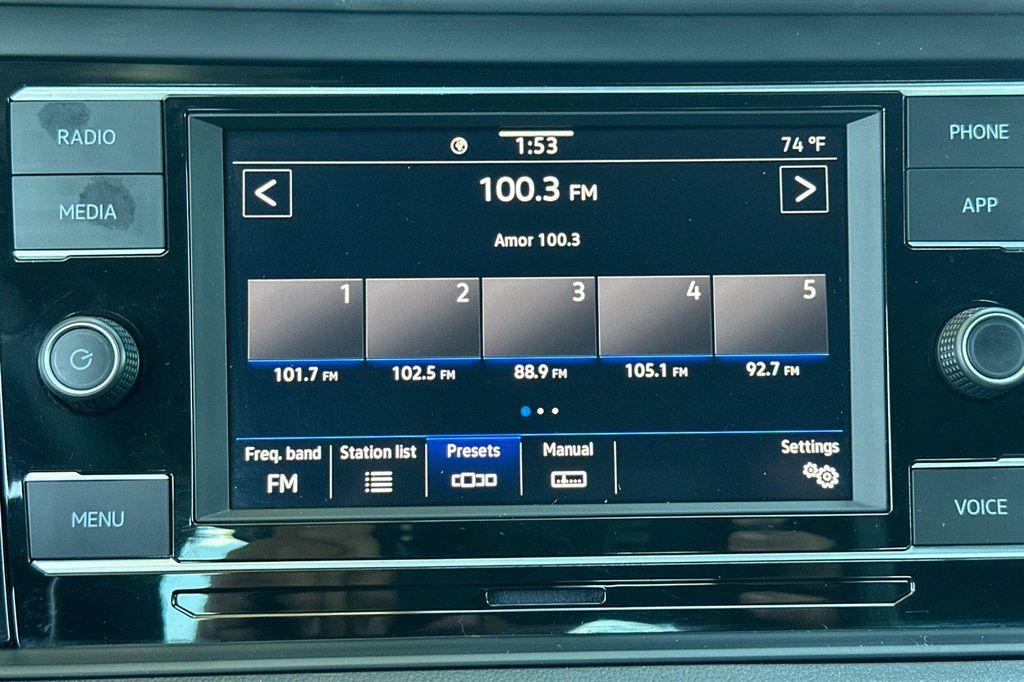 RADIO
MEDIA
MENU
1:53
74 °F
100.3 FM
Amor 100.3
1 2 3 4 5
101.7 FM 102.5 FM 88.9 FM 105.1 FM 92.7 FM
Freq. band Station list Presets Manual Settings
FM
PHONE
APP
VOICE